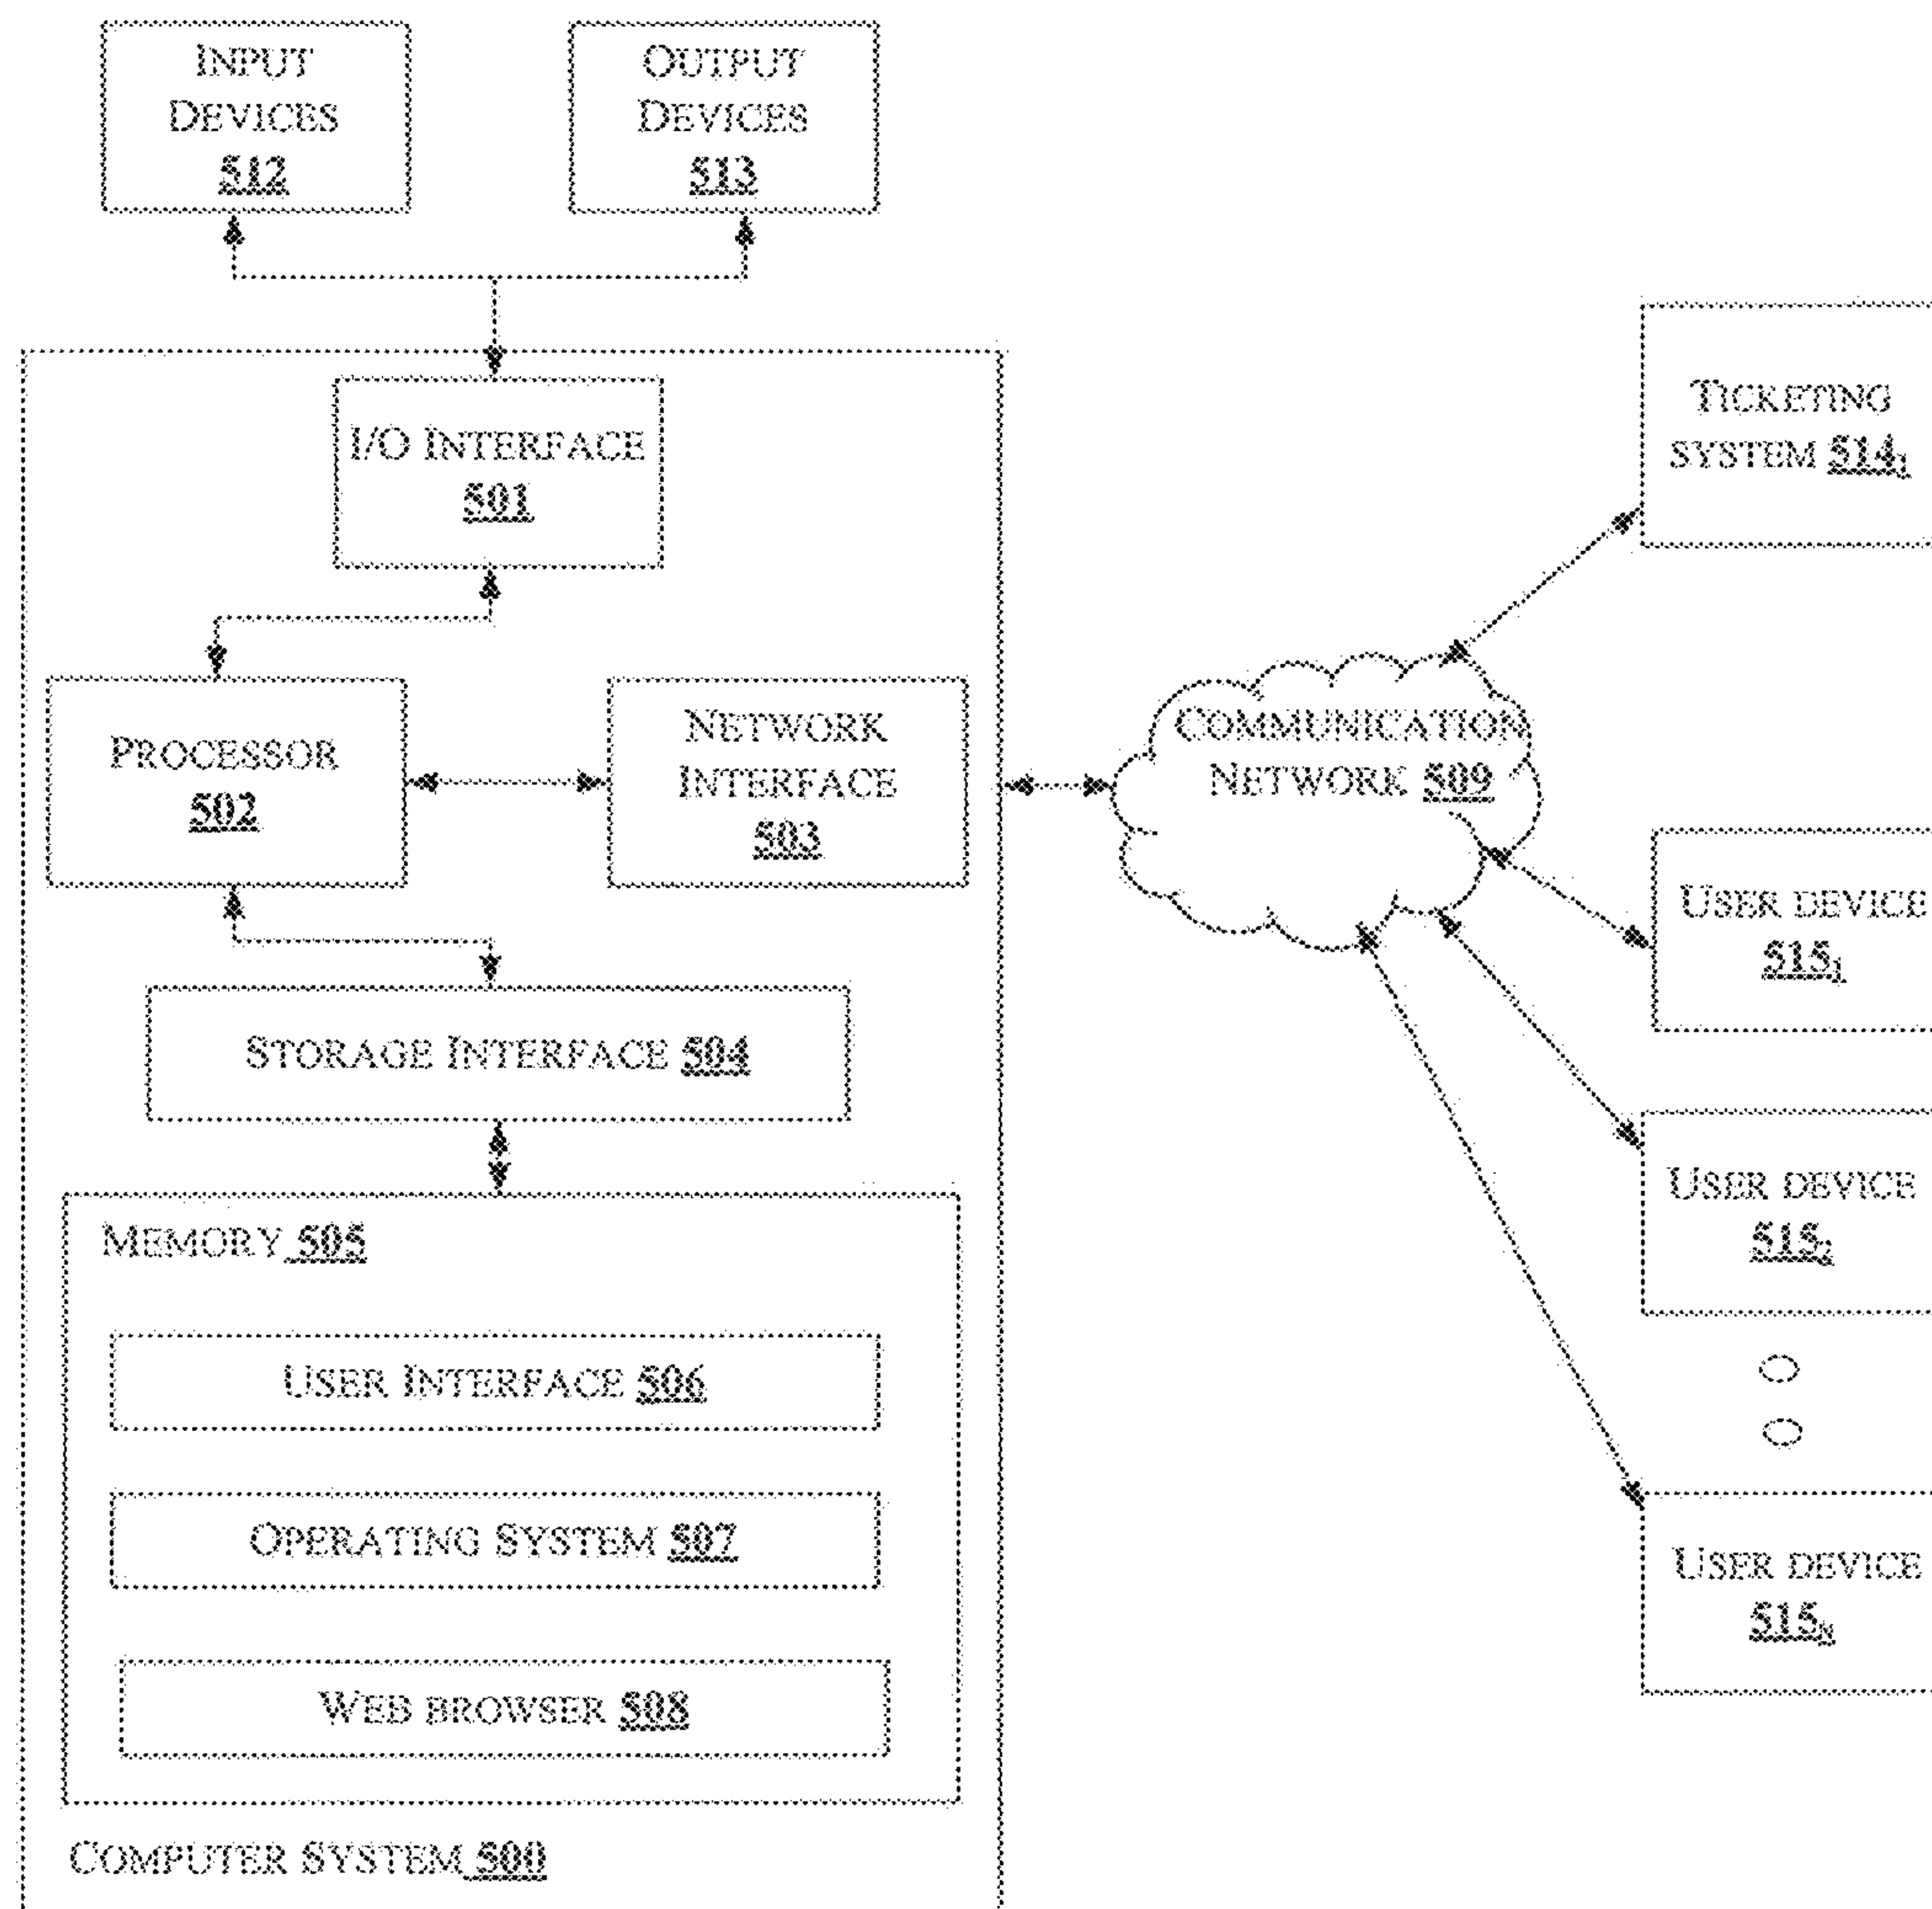 INPUT
DEVICES
512
OUTPUT
DEVICES
513
I/O INTERFACE
501
PROCESSOR
502
NETWORK
INTERFACE
503
STORAGE INTERFACE 504
MEMORY 505
USER INTERFACE 506
OPERATING SYSTEM 507
WEB BROWSER 508
COMPUTER SYSTEM 500
COMMUNICATION
NETWORK 509
TICKETING
SYSTEM 514₁
USER DEVICE
515₁
USER DEVICE
515₂
USER DEVICE
515N